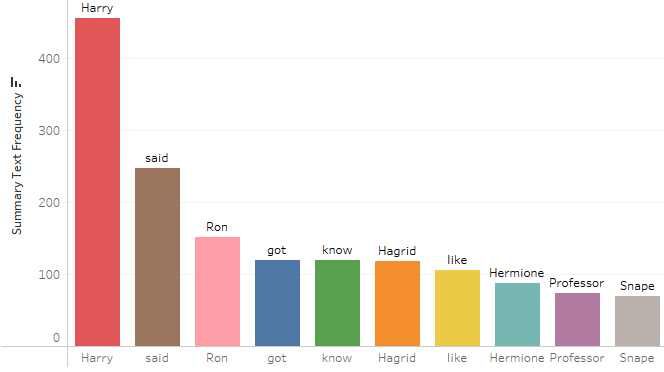 Harry
said
Ron
got
know
Hagrid
like
Hermione
Professor
Snape
Summary Text Frequency
400
300
200
100
0
Harry said Ron got know Hagrid like Hermione Professor Snape